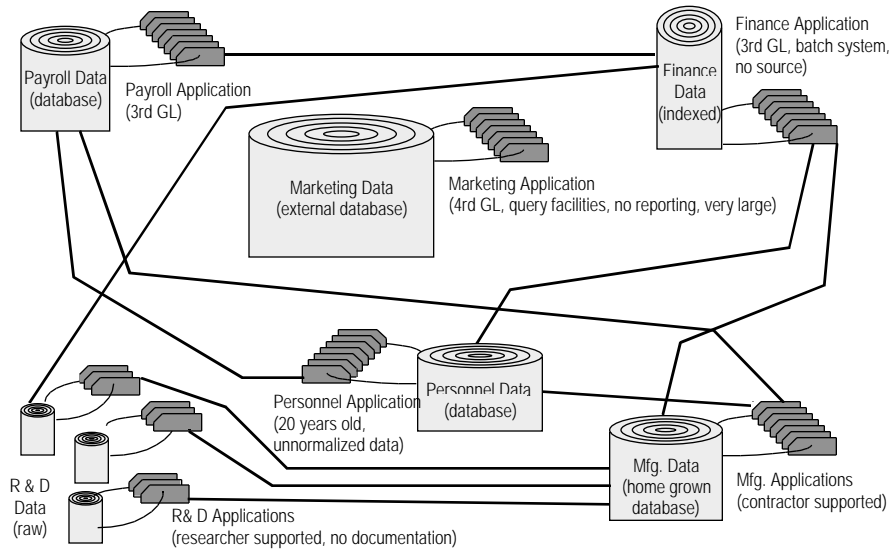 Payroll Data
(database)
Payroll Application
(3rd GL)
Finance
Data
(indexed)
Finance Application
(3rd GL, batch system,
no source)
Marketing Data
(external database)
Marketing Application
(4rd GL, query facilities, no reporting, very large)
Personnel Application
(20 years old,
unnormalized data)
Personnel Data
(database)
R & D
Data
(raw)
R& D Applications
(researcher supported, no documentation)
Mfg. Data
(home grown
database)
Mfg. Applications
(contractor supported)